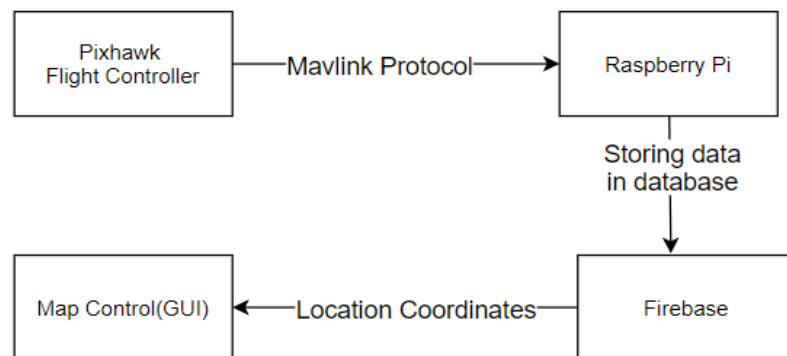 Pixhawk
Flight Controller
Mavlink Protocol
Raspberry Pi
Storing data
in database
Map Control(GUI)
Location Coordinates
Firebase